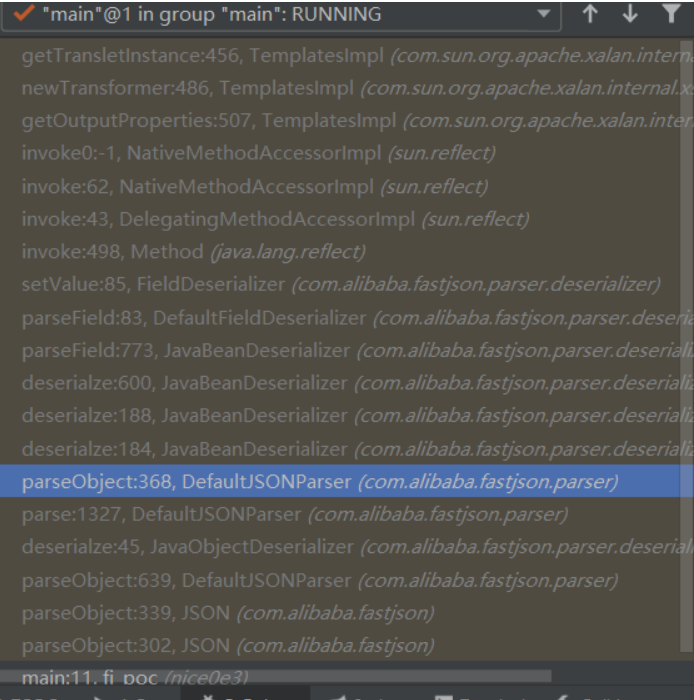 "main"@1 in group "main": RUNNING
getTransletInstance:456, TemplatesImpl (com.sun.org.apache.xalan.interna
newTransformer:486, TemplatesImpl (com.sun.org.apache.xalan.internal.xs
getOutputProperties:507, TemplatesImpl (com.sun.org.apache.xalan.inter
invoke0:-1, NativeMethodAccessorImpl (sun.reflect)
invoke:62, NativeMethodAccessorImpl (sun.reflect)
invoke:43, DelegatingMethodAccessorImpl (sun.reflect)
invoke:498, Method (java.lang.reflect)
setValue:85, FieldDeserializer (com.alibaba.fastjson.parser.deserializer)
parseField:83, DefaultFieldDeserializer (com.alibaba.fastjson.parser.deseria
parseField:773, JavaBeanDeserializer (com.alibaba.fastjson.parser.deseriali
deserialze:600, JavaBeanDeserializer (com.alibaba.fastjson.parser.deseriali
deserialze:188, JavaBeanDeserializer (com.alibaba.fastjson.parser.deseriali
deserialze:184, JavaBeanDeserializer (com.alibaba.fastjson.parser.deseriali
parseObject:368, DefaultJSONParser (com.alibaba.fastjson.parser)
parse:1327, DefaultJSONParser (com.alibaba.fastjson.parser)
deserialze:45, JavaObjectDeserializer (com.alibaba.fastjson.parser.deserial
parseObject:639, DefaultJSONParser (com.alibaba.fastjson.parser)
parseObject:339, JSON (com.alibaba.fastjson)
parseObject:302, JSON (com.alibaba.fastjson)
main:11, fj_poc (nice0e3)